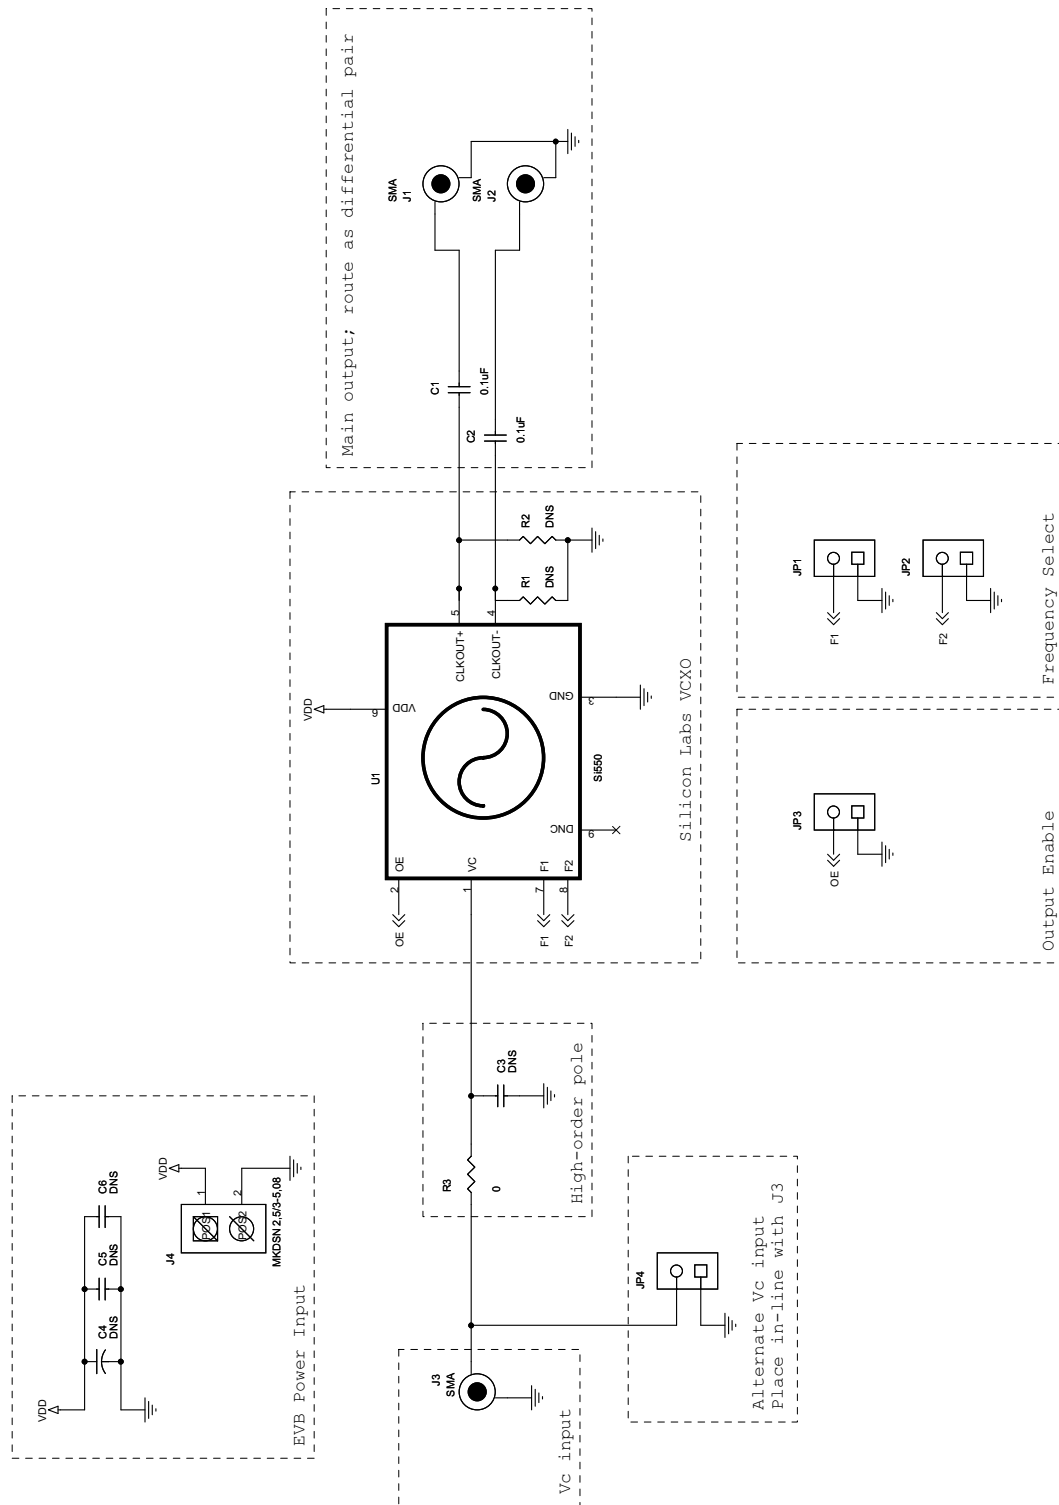 Main output; route as differential pair
SMA
J1
SMA
J2
C1
0.1uF
C2
0.1uF
R2
DNS
R1
DNS
5
4
CLKOUT+
CLKOUT-
VDD
6
VDD
U1
GND
3
Si550
DNC
9
OE
VC
F1
F2
2
1
7
8
OE
F1
F2
Silicon Labs VCXO
JP1
F1
JP2
F2
Frequency Select
JP3
OE
Output Enable
C3
DNS
R3
0
High-order pole
JP4
Alternate Vc input
Place in-line with J3
J3
SMA
Vc input
VDD
C4
DNS
C5
DNS
C6
DNS
VDD
1
2
POS1
POS2
J4
MKDSN 2,5/3-5,08
EVB Power Input